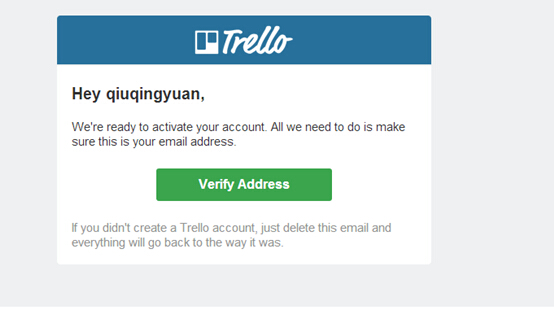 Trello
Hey qiuqingyuan,
We're ready to activate your account. All we need to do is make
sure this is your email address.
Verify Address
If you didn't create a Trello account, just delete this email and
everything will go back to the way it was.